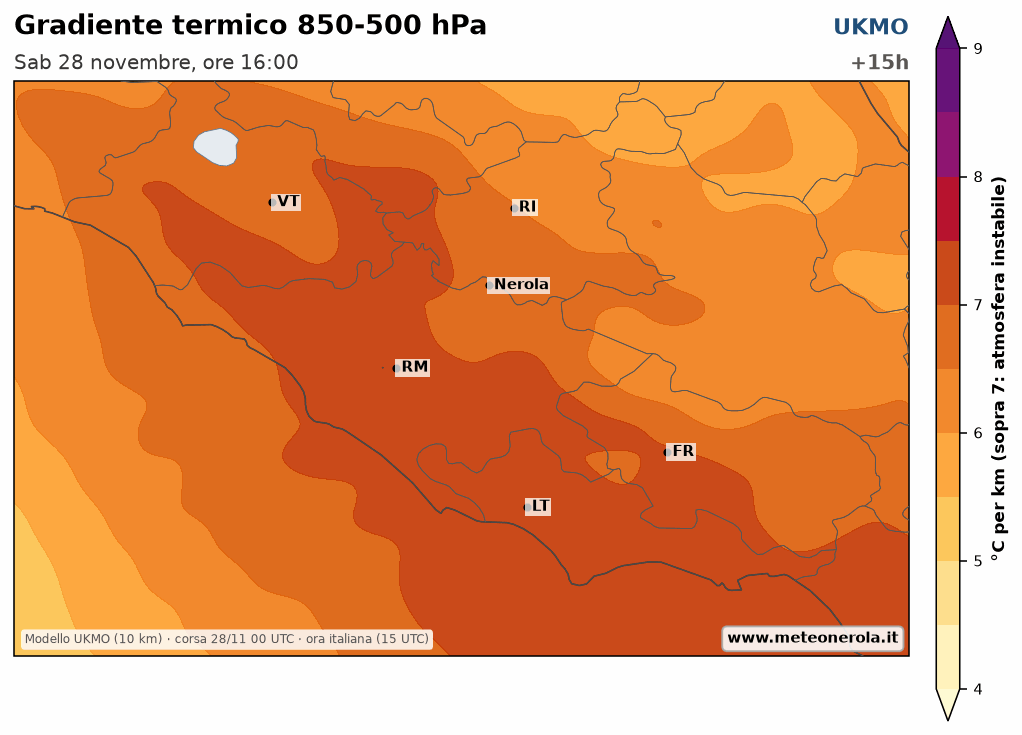 Gradiente termico 850-500 hPa
UKMO
Sab 28 novembre, ore 16:00
+15h
VT
RI
Nerola
RM
FR
LT
Modello UKMO (10 km) · corsa 28/11 00 UTC · ora italiana (15 UTC)
www.meteonerola.it
9
8
7
6
5
4
°C per km (sopra 7: atmosfera instabile)